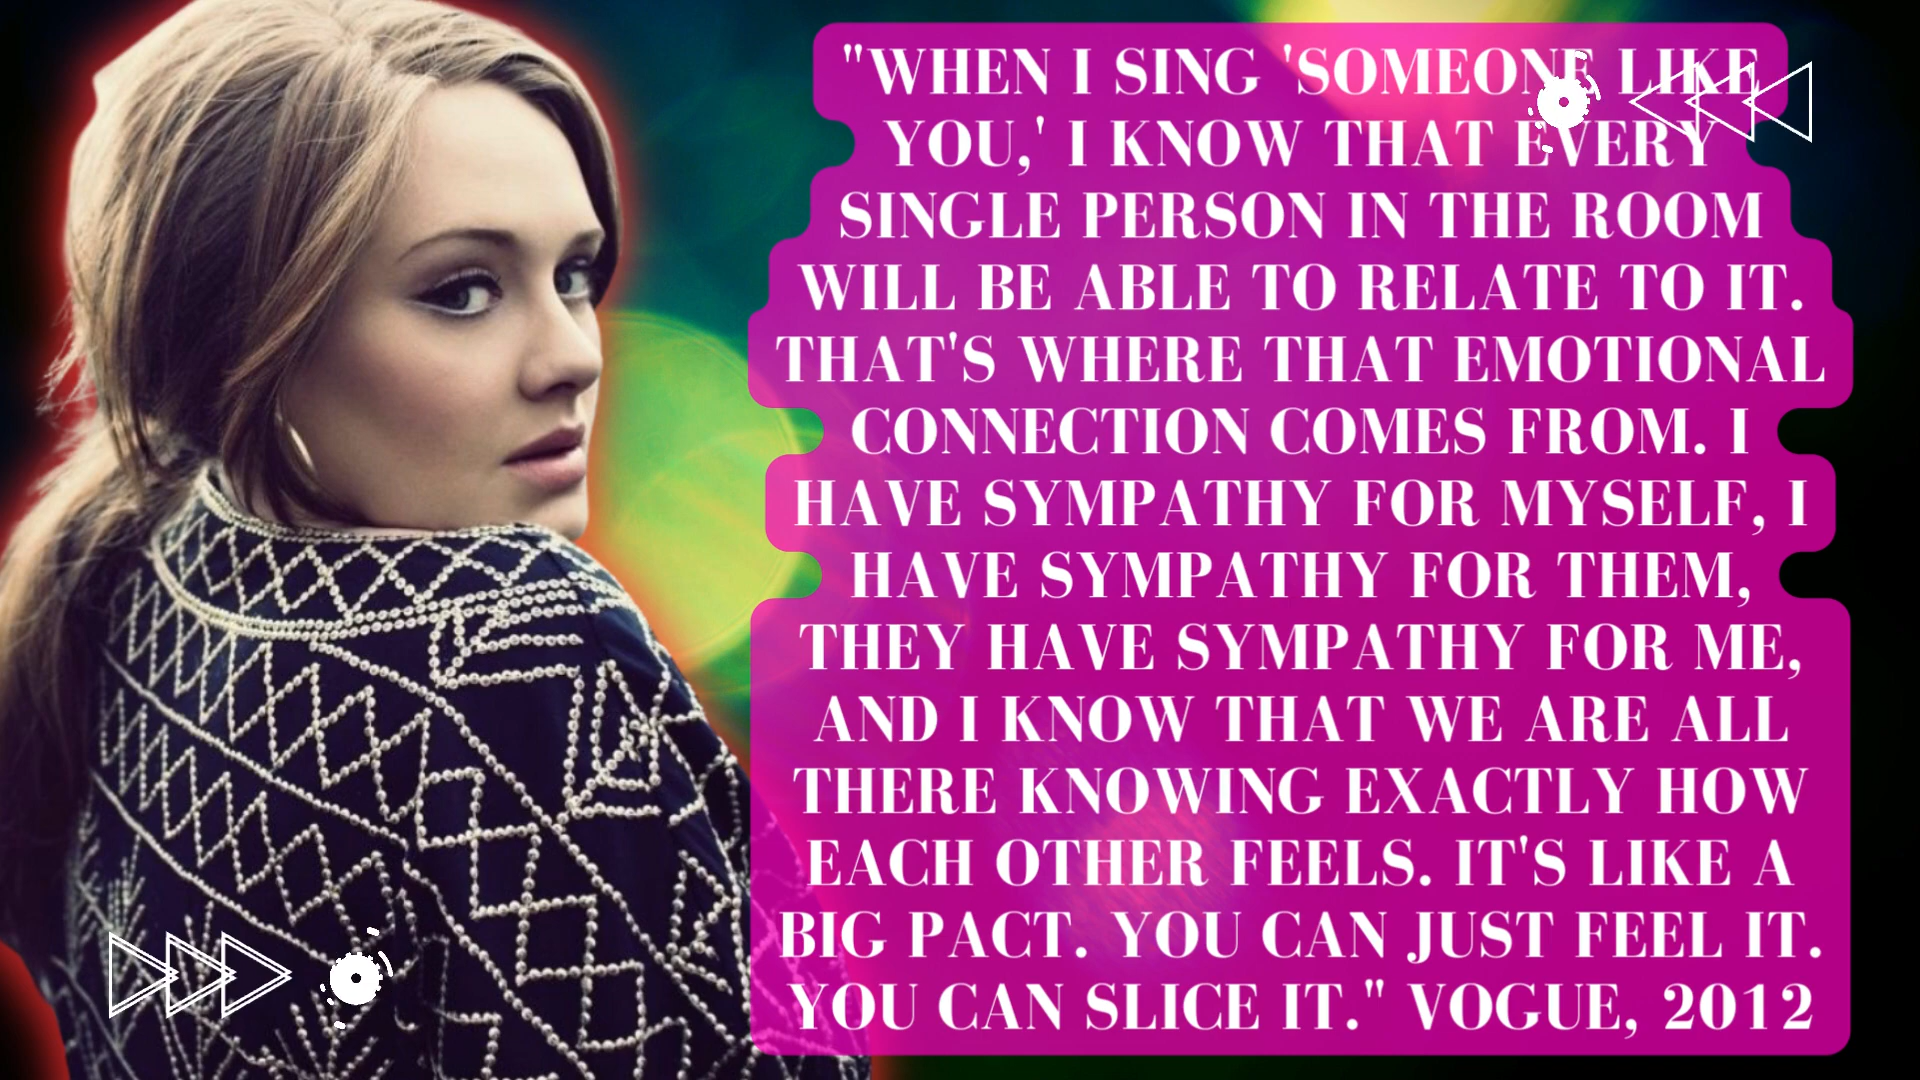 "WHEN I SING 'SOMEONE LIKE
YOU,' I KNOW THAT EVERY
SINGLE PERSON IN THE ROOM
WILL BE ABLE TO RELATE TO IT.
THAT'S WHERE THAT EMOTIONAL
CONNECTION COMES FROM. I
HAVE SYMPATHY FOR MYSELF, I
HAVE SYMPATHY FOR THEM,
THEY HAVE SYMPATHY FOR ME,
AND I KNOW THAT WE ARE ALL
THERE KNOWING EXACTLY HOW
EACH OTHER FEELS. IT'S LIKE A
BIG PACT. YOU CAN JUST FEEL IT.
YOU CAN SLICE IT." VOGUE, 2012